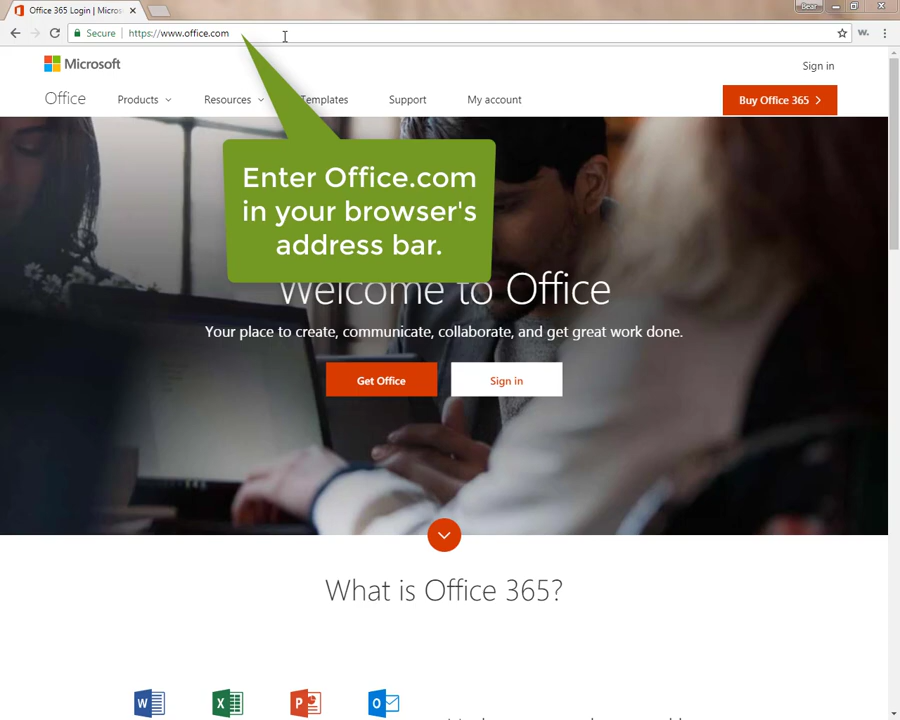 Office 365 Login | Micros
Bear
Secure
https://www.office.com
W.
Microsoft
Sign in
Office
Products
Resources
Templates
Support
My account
Buy Office 365
Enter Office.com
in your browser's
address bar.
Welcome to Office
Your place to create, communicate, collaborate, and get great work done.
Get Office
Sign in
What is Office 365?
W
X
P
O